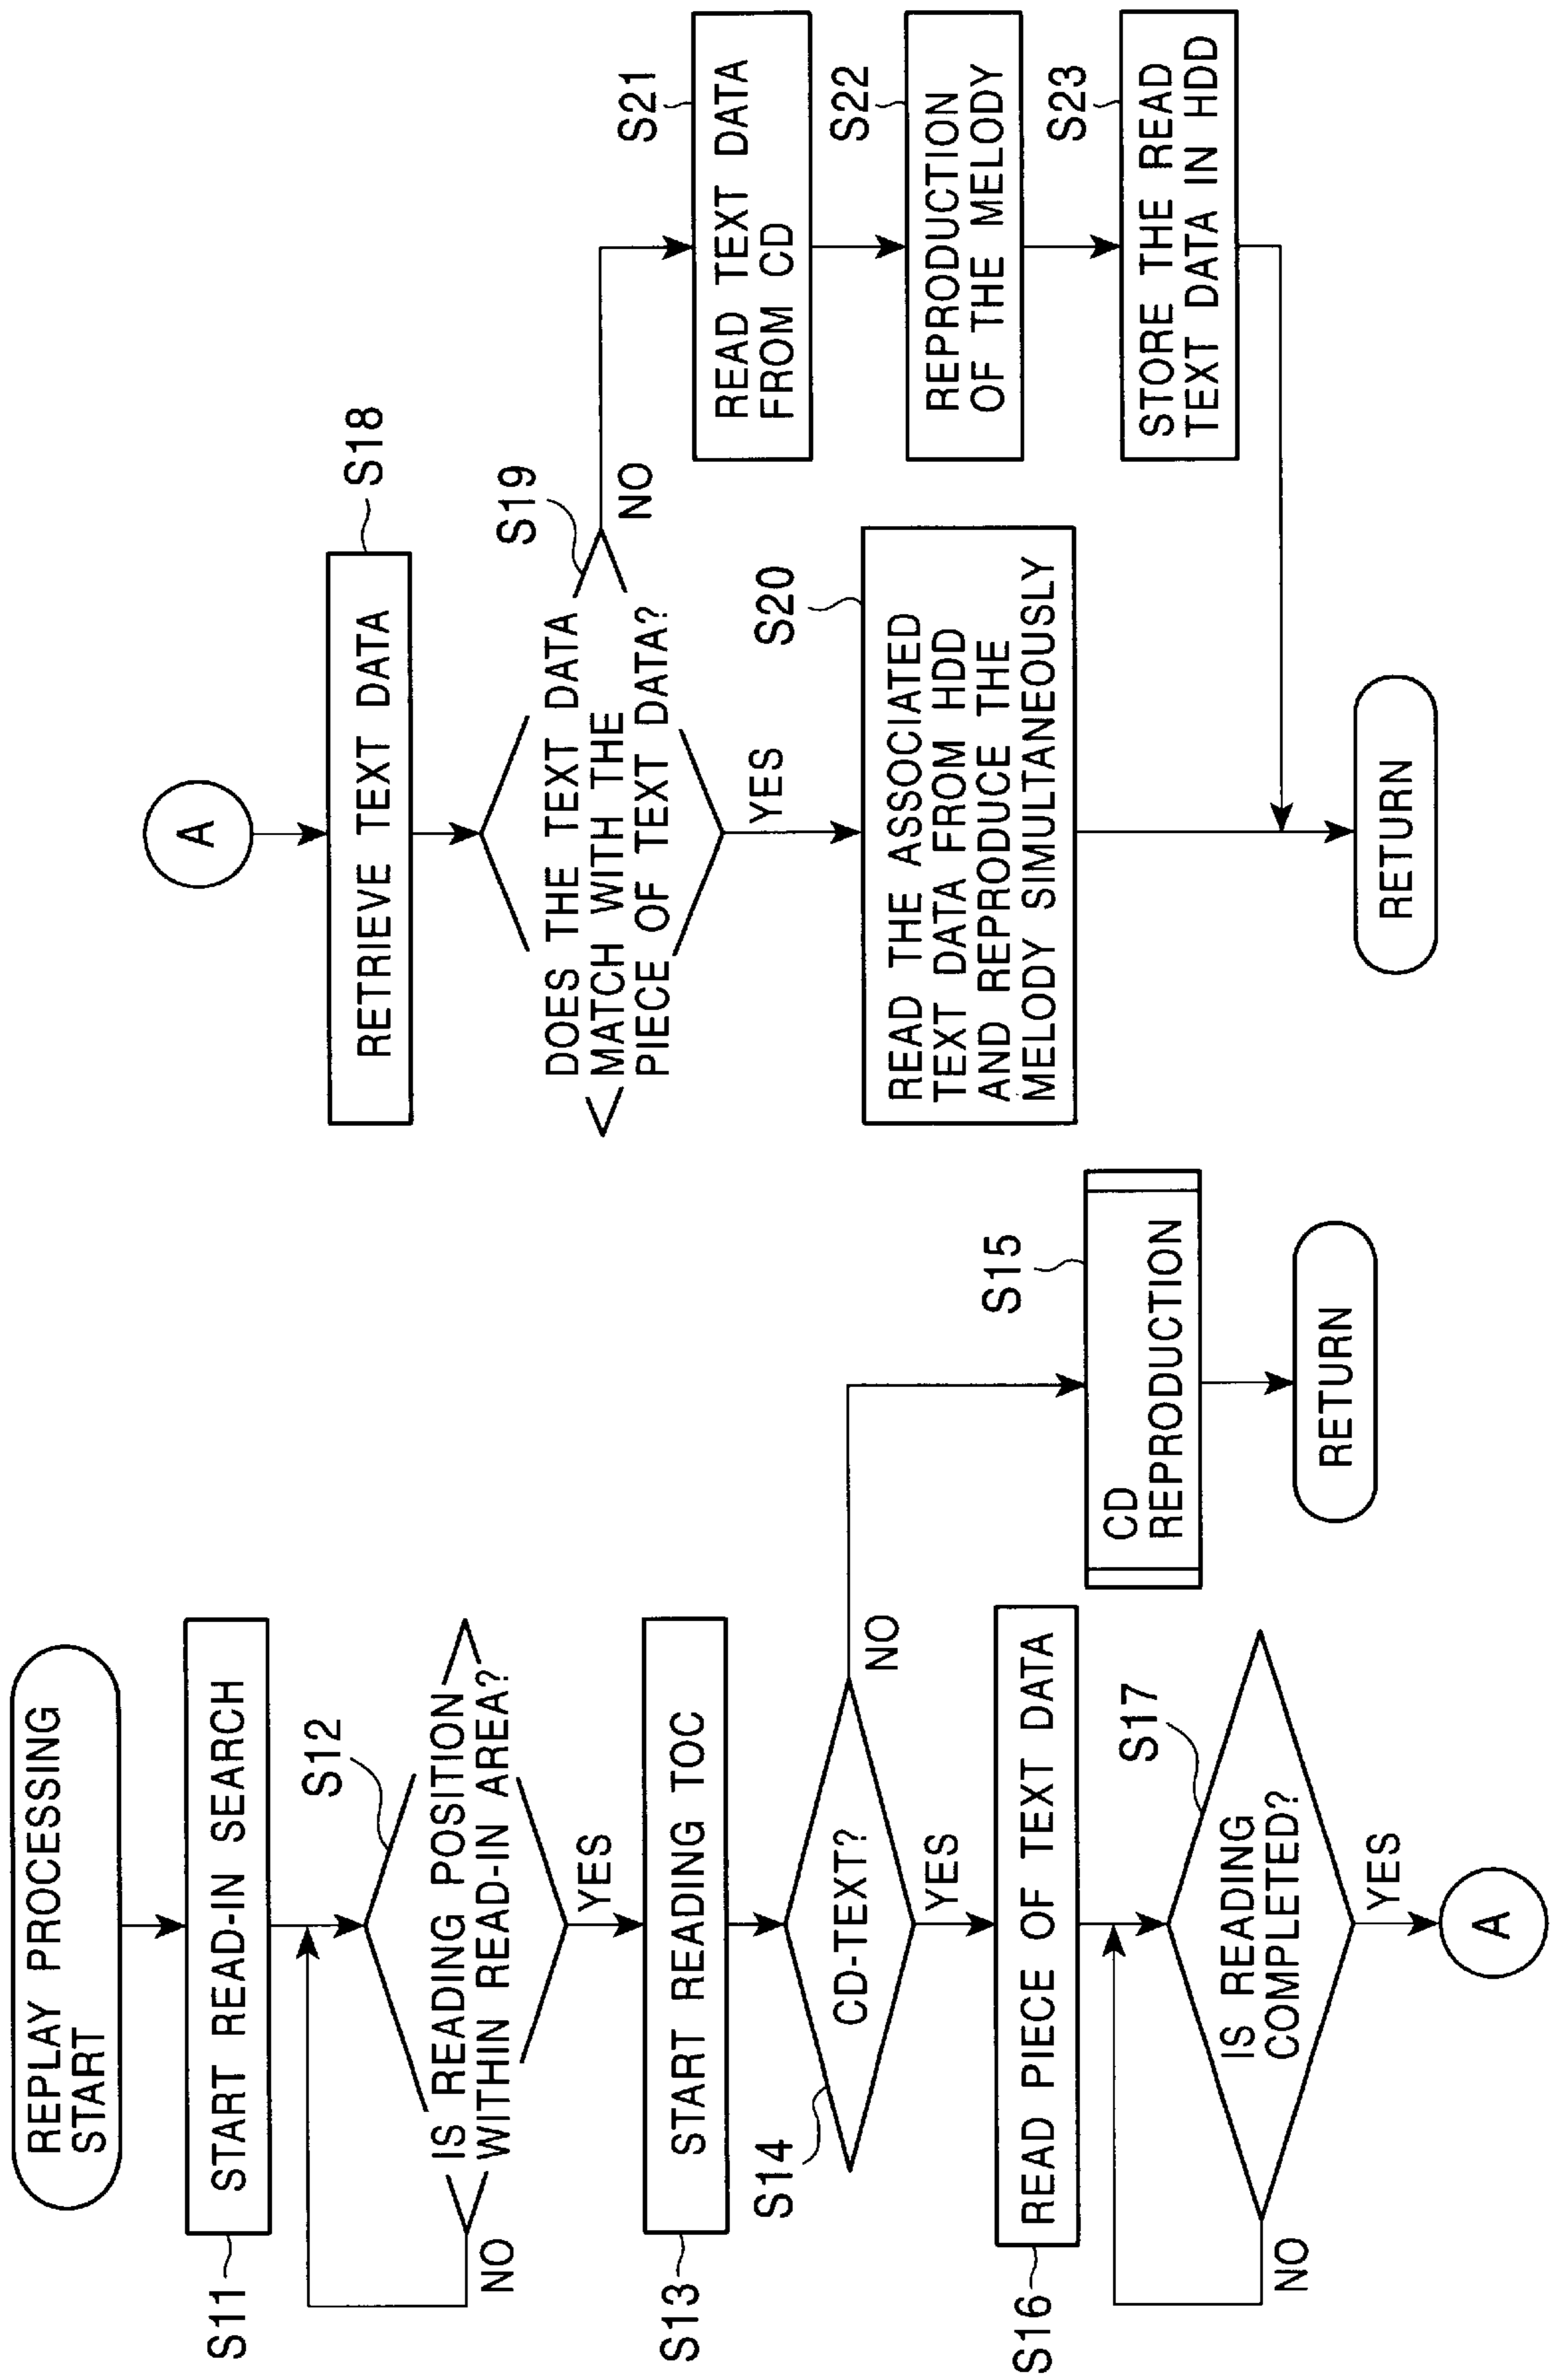 REPLAY PROCESSING
START
S11
START READ-IN SEARCH
S12
IS READING POSITION
WITHIN READ-IN AREA?
NO
YES
S13
START READING TOC
S14
CD-TEXT?
NO
YES
S15
CD
REPRODUCTION
RETURN
S16
READ PIECE OF TEXT DATA
S17
IS READING
COMPLETED?
NO
YES
A
A
S18
RETRIEVE TEXT DATA
S19
DOES THE TEXT DATA
MATCH WITH THE
PIECE OF TEXT DATA?
NO
YES
S20
READ THE ASSOCIATED
TEXT DATA FROM HDD
AND REPRODUCE THE
MELODY SIMULTANEOUSLY
S21
READ TEXT DATA
FROM CD
S22
REPRODUCTION
OF THE MELODY
S23
STORE THE READ
TEXT DATA IN HDD
RETURN